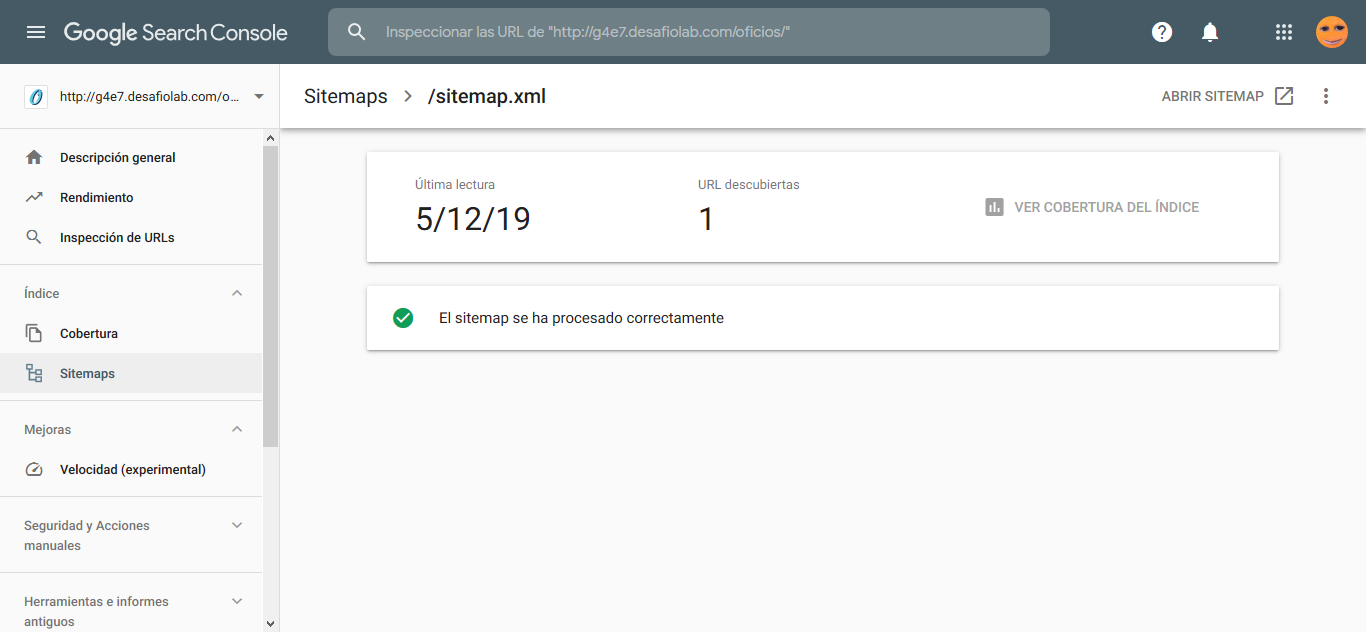 Google Search Console
Inspeccionar las URL de "http://g4e7.desafiolab.com/oficios/"
http://g4e7.desafiolab.com/o...
Sitemaps > /sitemap.xml
ABRIR SITEMAP
Descripción general
Rendimiento
Inspección de URLs
Índice
Cobertura
Sitemaps
Mejoras
Velocidad (experimental)
Seguridad y Acciones
manuales
Herramientas e informes
antiguos
Última lectura
5/12/19
URL descubiertas
1
VER COBERTURA DEL ÍNDICE
El sitemap se ha procesado correctamente